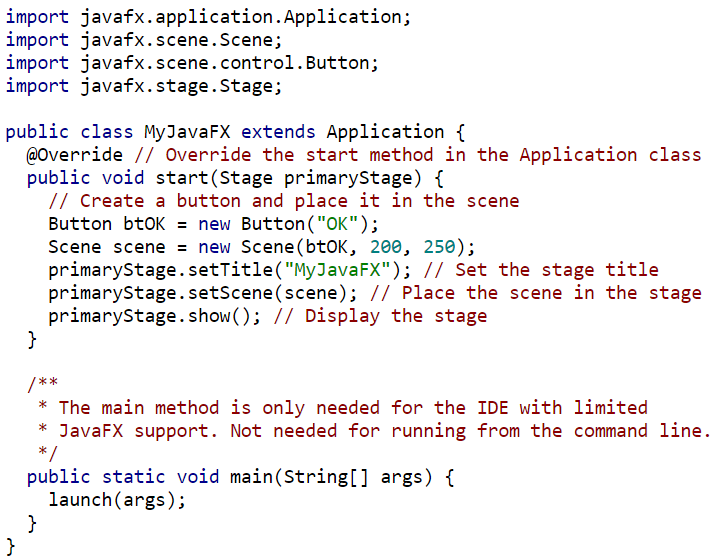 import javafx.application.Application;
import javafx.scene.Scene;
import javafx.scene.control.Button;
import javafx.stage.Stage;

public class MyJavaFX extends Application {
  @Override // Override the start method in the Application class
  public void start(Stage primaryStage) {
    // Create a button and place it in the scene
    Button btOK = new Button("OK");
    Scene scene = new Scene(btOK, 200, 250);
    primaryStage.setTitle("MyJavaFX"); // Set the stage title
    primaryStage.setScene(scene); // Place the scene in the stage
    primaryStage.show(); // Display the stage
  }

  /**
   * The main method is only needed for the IDE with limited
   * JavaFX support. Not needed for running from the command line.
   */
  public static void main(String[] args) {
    launch(args);
  }
}